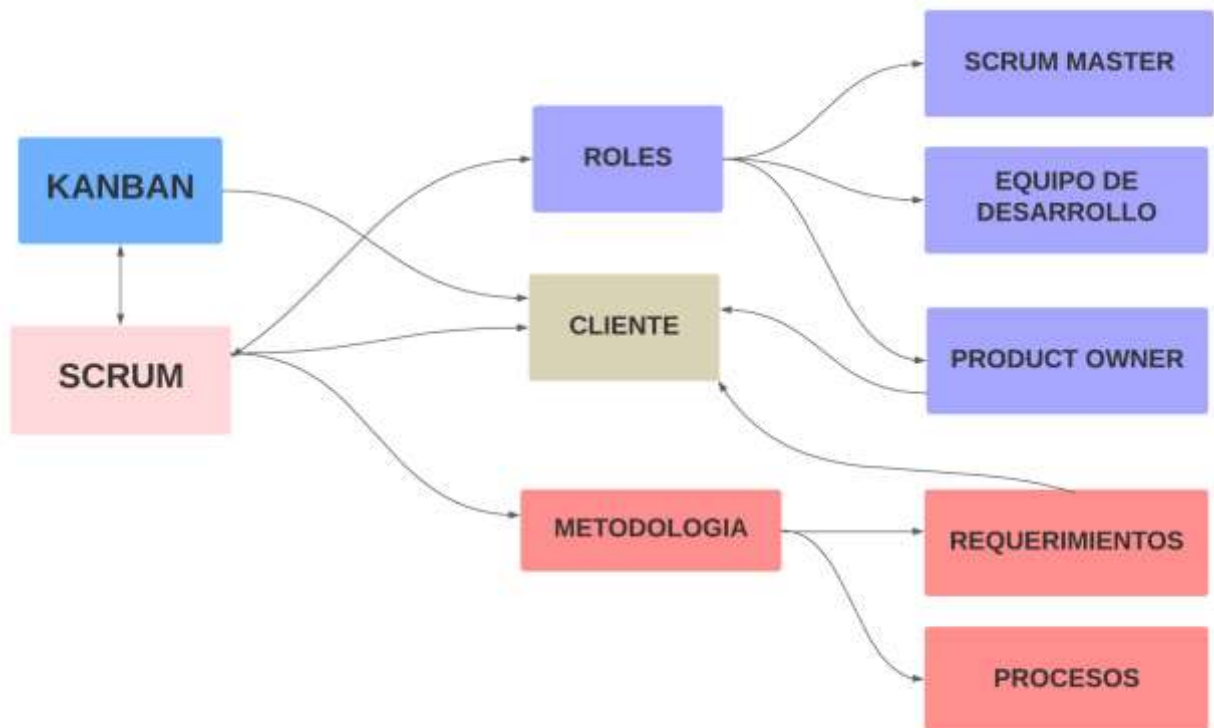 KANBAN
SCRUM
ROLES
CLIENTE
METODOLOGIA
SCRUM MASTER
EQUIPO DE
DESARROLLO
PRODUCT OWNER
REQUERIMIENTOS
PROCESOS